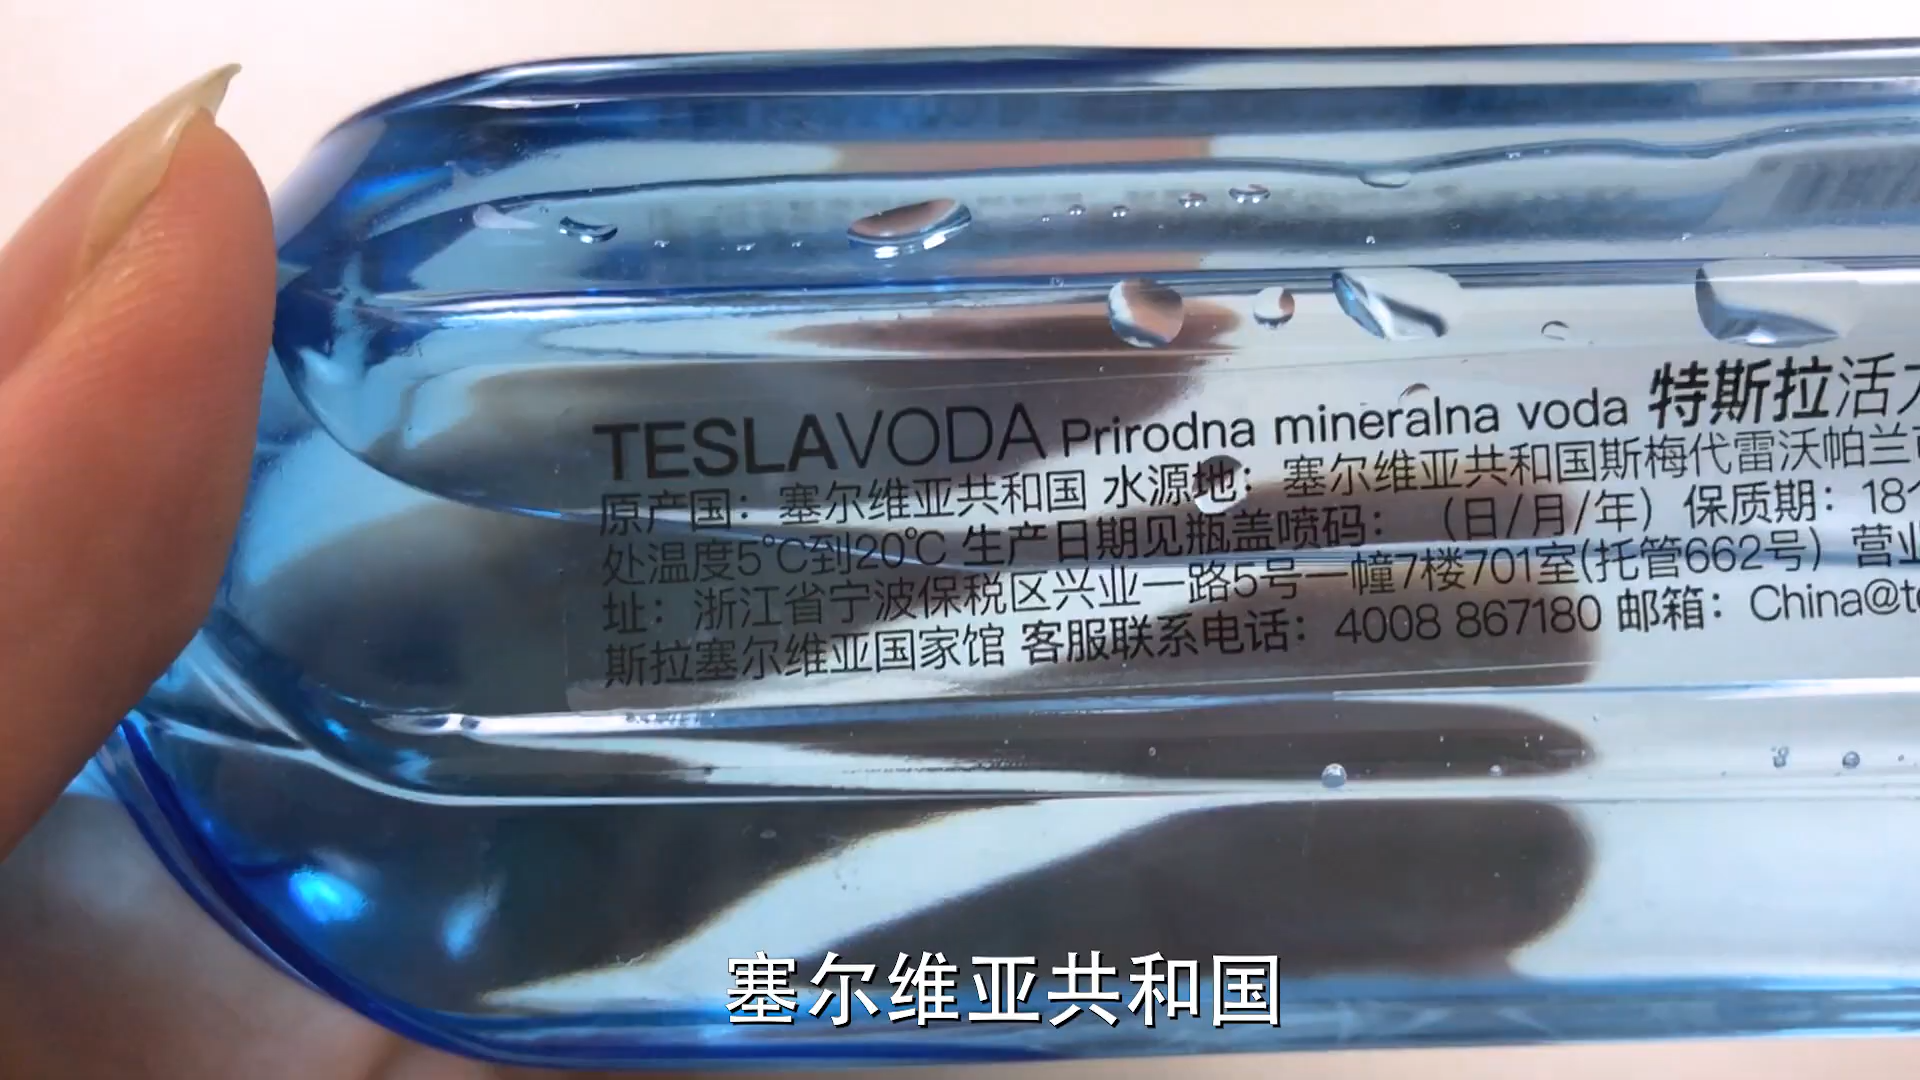 TESLAVODA Prirodna mineralna voda 特斯拉活
原产国：塞尔维亚共和国 水源地：塞尔维亚共和国斯梅代雷沃帕兰
处温度5℃到20℃ 生产日期见瓶盖喷码：（日/月/年）保质期：18
址：浙江省宁波保税区兴业一路5号一幢7楼701室(托管662号) 营业
斯拉塞尔维亚国家馆 客服联系电话：4008 867180 邮箱：China@t
塞尔维亚共和国